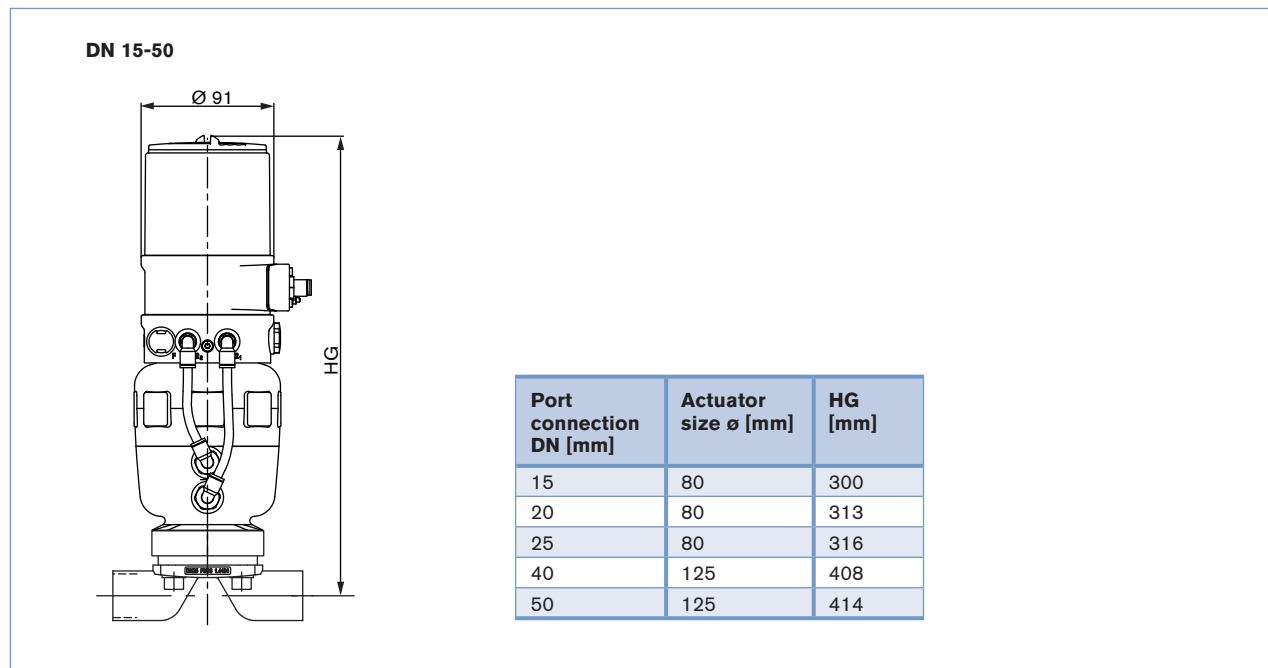 DN 15-50
Ø 91
HG
Port connection DN [mm] Actuator size ø [mm] HG [mm]
15 80 300
20 80 313
25 80 316
40 125 408
50 125 414